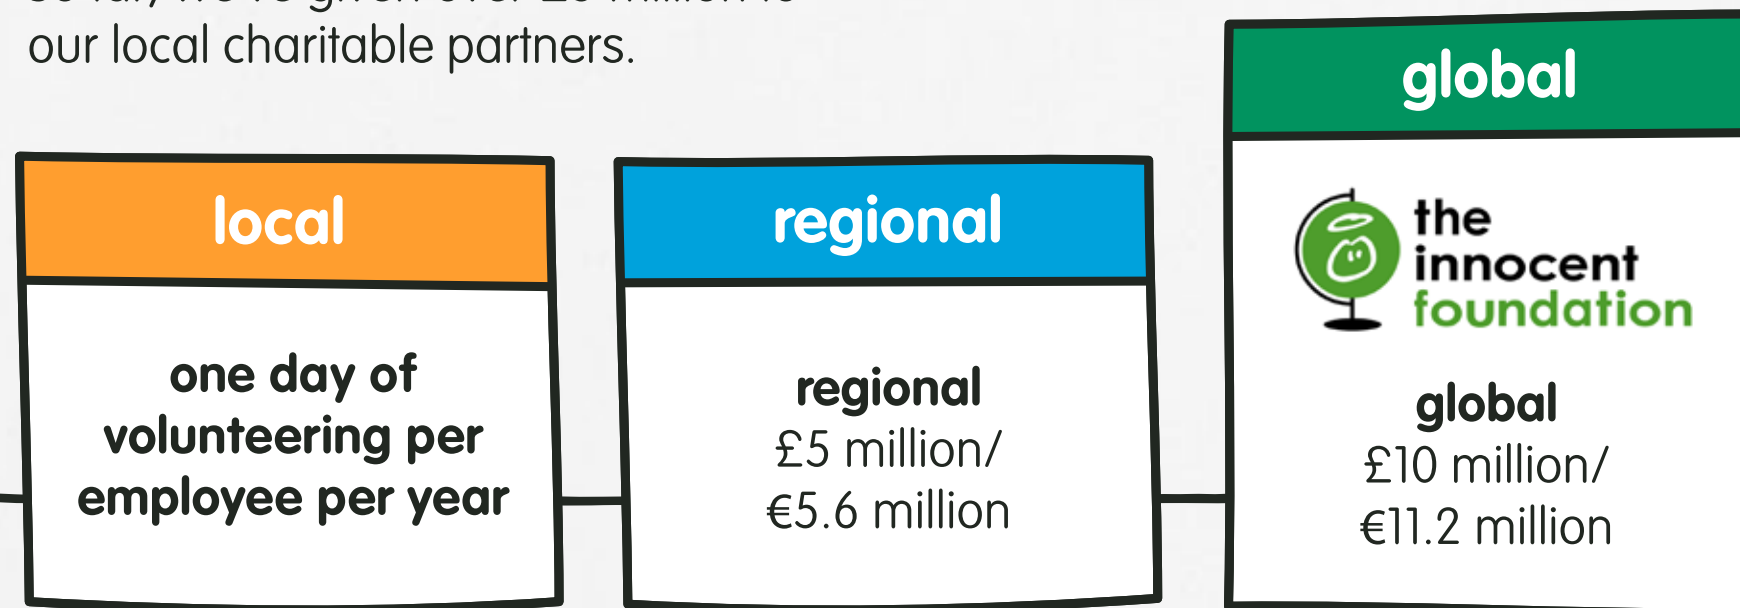 our local charitable partners.
local
one day of
volunteering per
employee per year
regional
regional
£5 million/
€5.6 million
global
the
innocent
foundation
global
£10 million/
€11.2 million